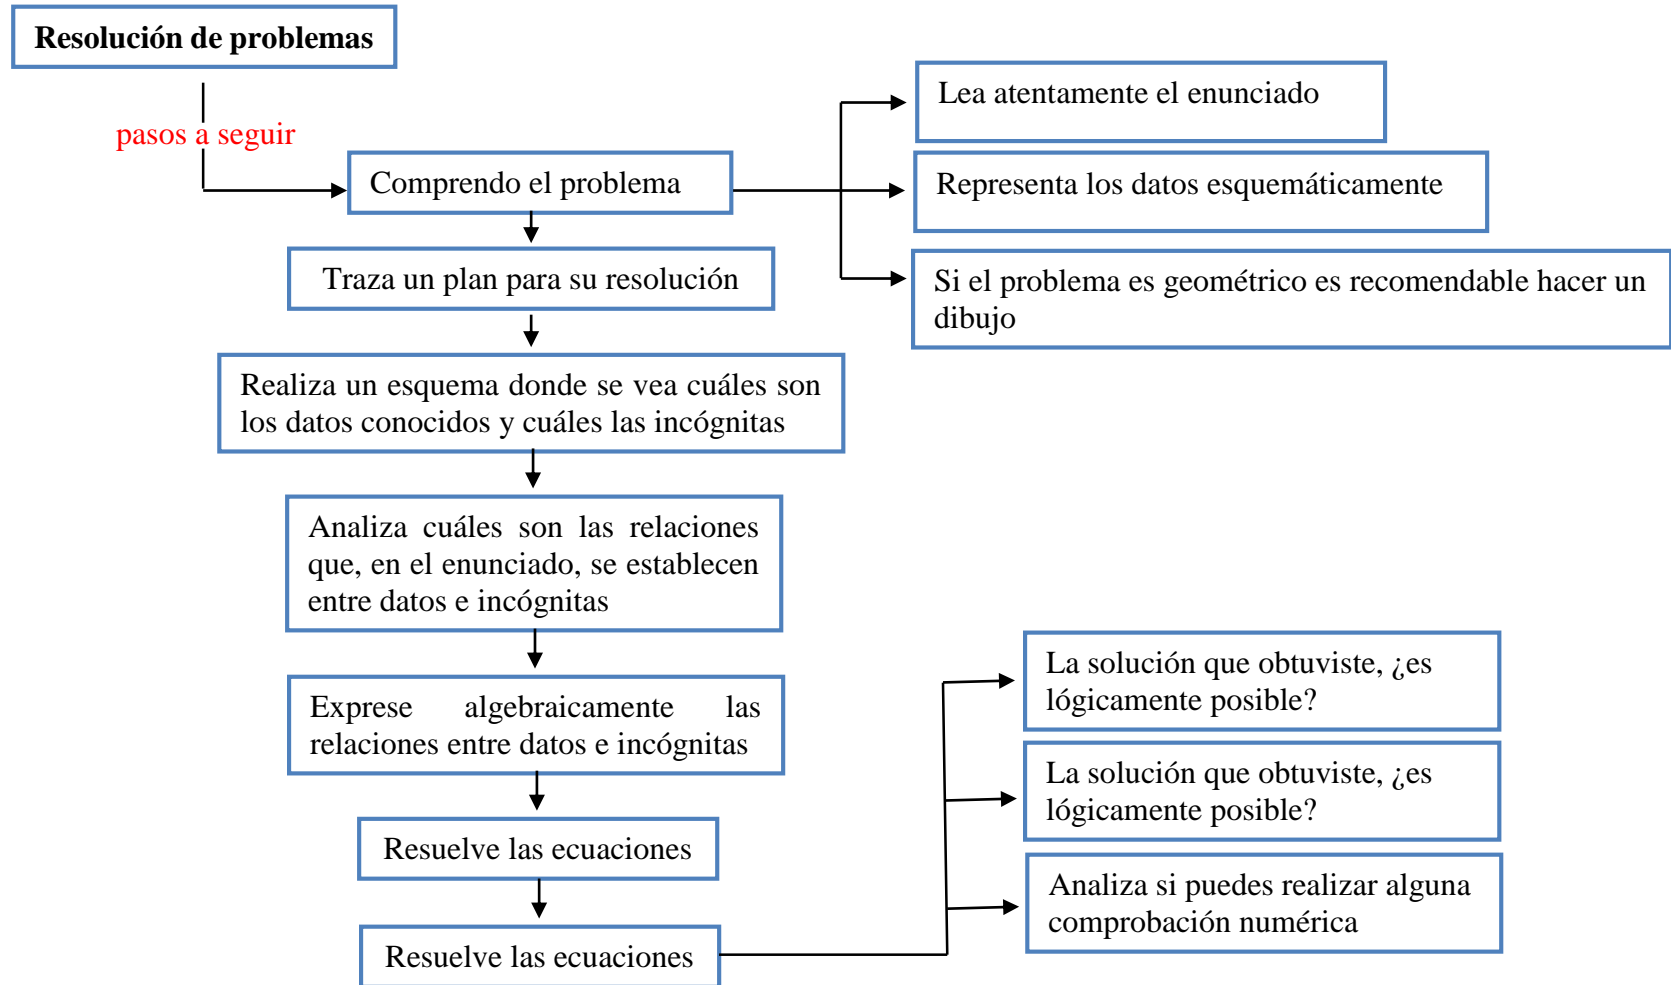 Resolución de problemas
pasos a seguir
Comprendo el problema
Lea atentamente el enunciado
Representa los datos esquemáticamente
Si el problema es geométrico es recomendable hacer un
dibujo
Traza un plan para su resolución
Realiza un esquema donde se vea cuáles son
los datos conocidos y cuáles las incógnitas
Analiza cuáles son las relaciones
que, en el enunciado, se establecen
entre datos e incógnitas
Exprese algebraicamente las
relaciones entre datos e incógnitas
Resuelve las ecuaciones
Resuelve las ecuaciones
La solución que obtuviste, ¿es
lógicamente posible?
La solución que obtuviste, ¿es
lógicamente posible?
Analiza si puedes realizar alguna
comprobación numérica